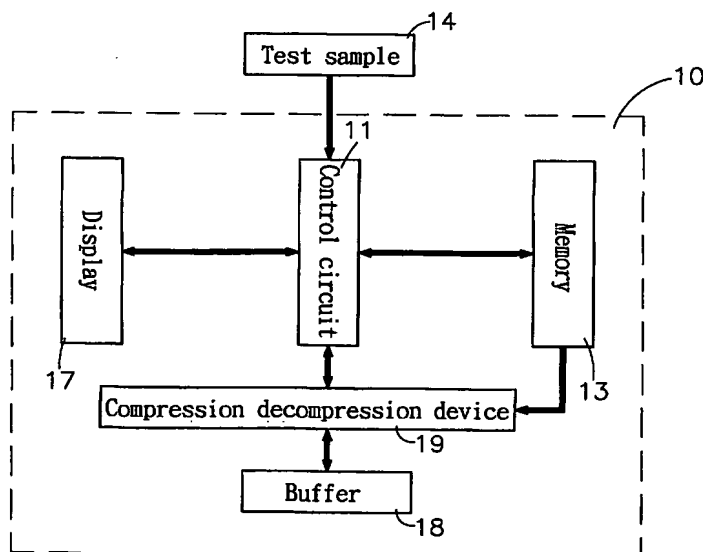 14
Test sample
10
11
Display
Control circuit
Memory
17
13
Compression decompression device
19
Buffer
18